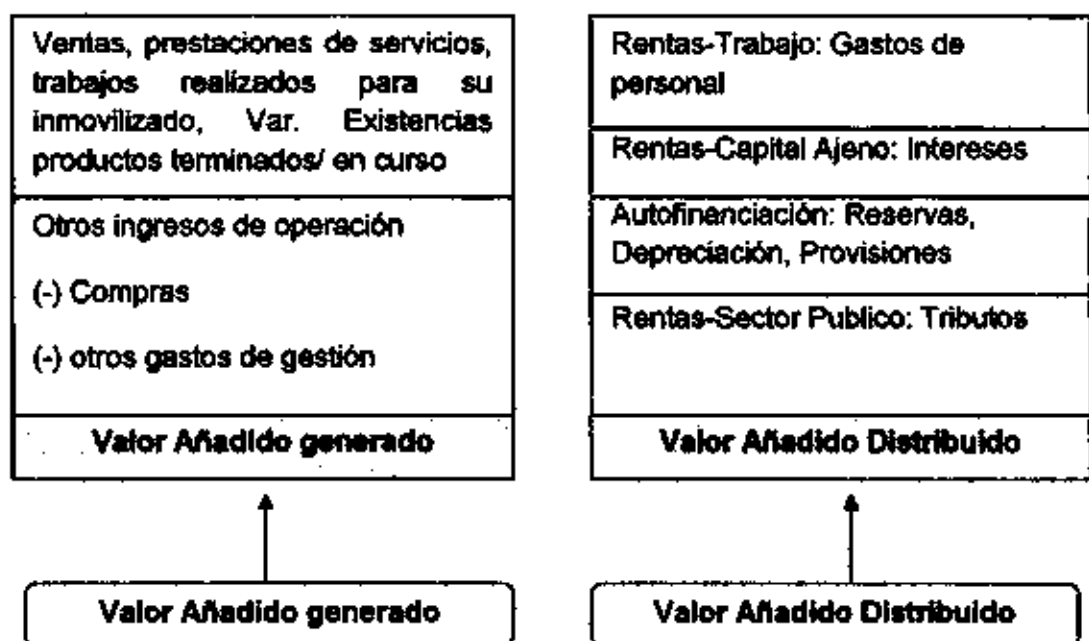 Ventas, prestaciones de servicios,
trabajos realizados para su
inmovilizado, Var. Existencias
productos terminados/ en curso
Otros ingresos de operación
(-) Compras
(-) otros gastos de gestión
Valor Añadido generado
Rentas-Trabajo: Gastos de
personal
Rentas-Capital Ajeno: Intereses
Autofinanciación: Reservas,
Depreciación, Provisiones
Rentas-Sector Publico: Tributos
Valor Añadido Distribuido
Valor Añadido generado
Valor Añadido Distribuido